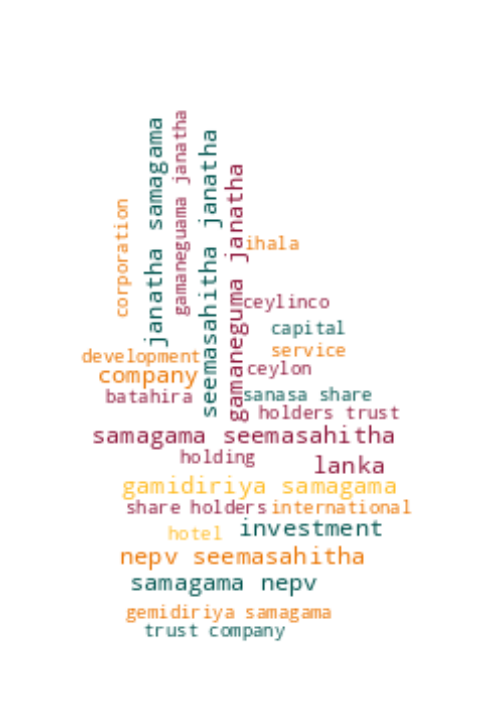 corporation
janatha samagama
gamaneguama janatha
seemasahitha janatha
gamaneguma janatha
ihala
ceylinco
capital
service
development
ceylon
company
batahira
sanasa share
holders trust
samagama seemasahitha
holding
lanka
gamidiriya samagama
share holders
international
hotel
investment
nepv seemasahitha
samagama nepv
gemidiriya samagama
trust company